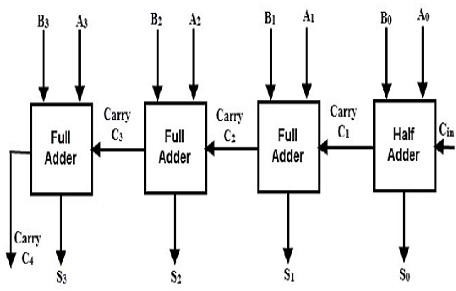 B3 A3 B2 A2 B1 A1 B0 A0
Carry C3
Carry C2
Carry C1
Cin
Full Adder
Full Adder
Full Adder
Half Adder
Carry C4
S3 S2 S1 S0